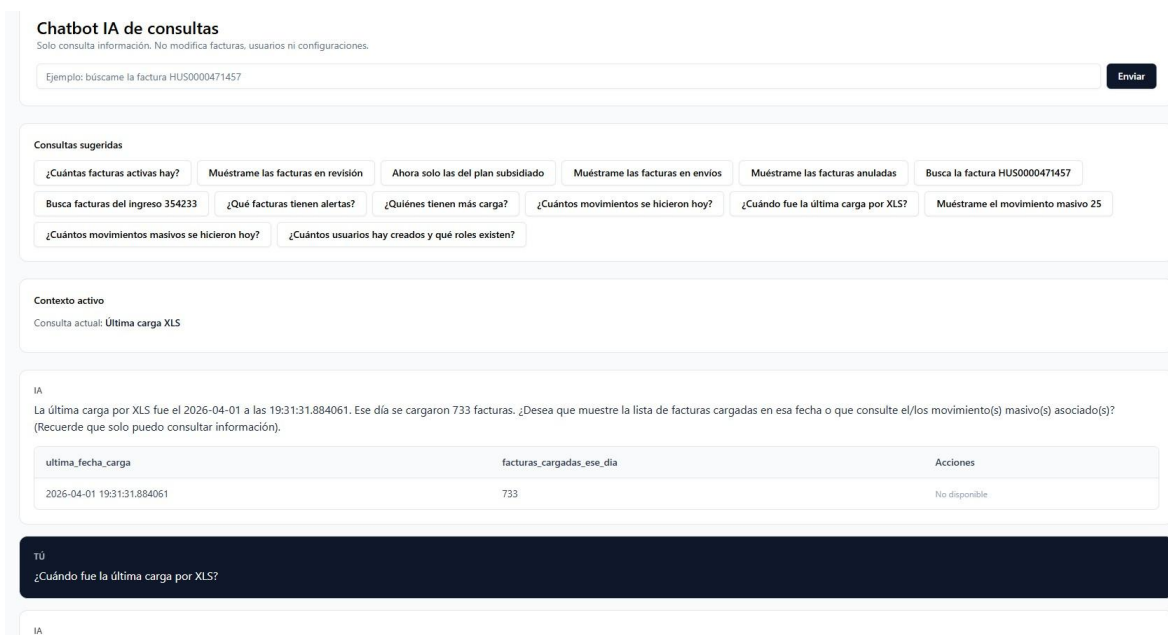 Chatbot IA de consultas
Solo consulta información. No modifica facturas, usuarios ni configuraciones.
Ejemplo: búscame la factura HUS0000471457
Enviar
Consultas sugeridas
¿Cuántas facturas activas hay?
Muéstrame las facturas en revisión
Ahora solo las del plan subsidiado
Muéstrame las facturas en envíos
Muéstrame las facturas anuladas
Busca la factura HUS0000471457
Busca facturas del ingreso 354233
¿Qué facturas tienen alertas?
¿Quiénes tienen más carga?
¿Cuántos movimientos se hicieron hoy?
¿Cuándo fue la última carga por XLS?
Muéstrame el movimiento masivo 25
¿Cuántos movimientos masivos se hicieron hoy?
¿Cuántos usuarios hay creados y qué roles existen?
Contexto activo
Consulta actual: Última carga XLS
IA
La última carga por XLS fue el 2026-04-01 a las 19:31:31.884061. Ese día se cargaron 733 facturas. ¿Desea que muestre la lista de facturas cargadas en esa fecha o que consulte el/los movimiento(s) masivo(s) asociado(s)?
(Recuerde que solo puedo consultar información).
ultima_fecha_carga
facturas_cargadas_ese_dia
Acciones
2026-04-01 19:31:31.884061
733
No disponible
TÚ
¿Cuándo fue la última carga por XLS?
IA